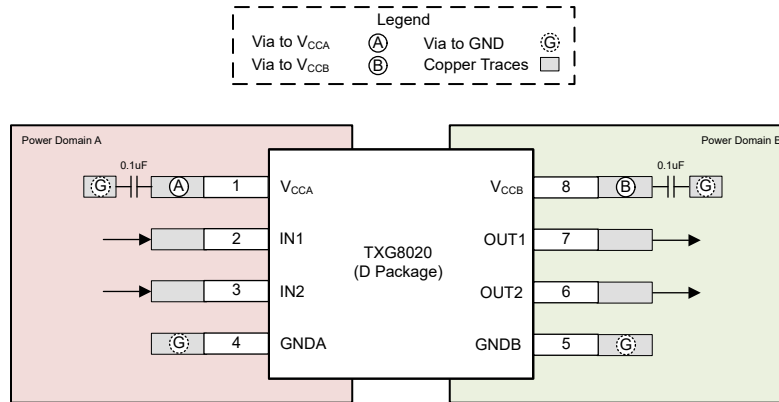 Legend
Via to VCCA A Via to GND G
Via to VCCB B Copper Traces
Power Domain A Power Domain B
0.1uF 0.1uF
G A 1 VCCA VCCB 8 B G
2 IN1 OUT1 7
TXG8020
(D Package)
3 IN2 OUT2 6
G 4 GNDA GNDB 5 G